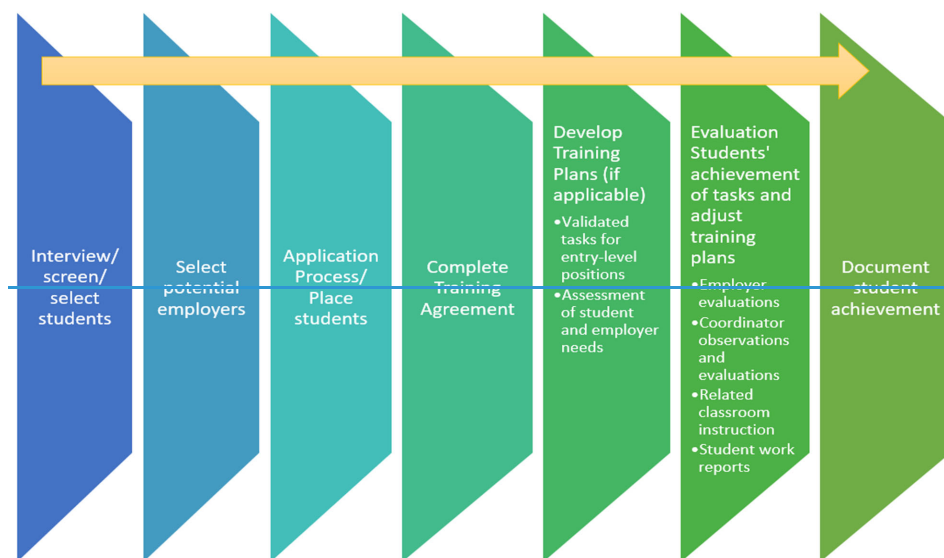 Interview/
screen/
select
students
Select
potential
employers
Application
Process/
Place
students
Complete
Training
Agreement
Develop
Training
Plans (if
applicable)
•Validated
tasks for
entry-level
positions
•Assessment
of student
and employer
needs
Evaluation
Students'
achievement
of tasks and
adjust
training
plans
•Employer
evaluations
•Coordinator
observations
and
evaluations
•Related
classroom
instruction
•Student work
reports
Document
student
achievement